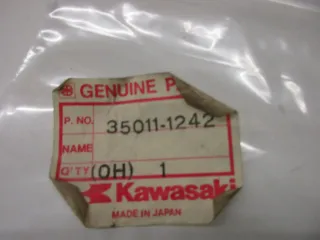 GENUINE P
P. NO. 35011-1242
NAME
Q'TY (OH) 1
Kawasaki
MADE IN JAPAN